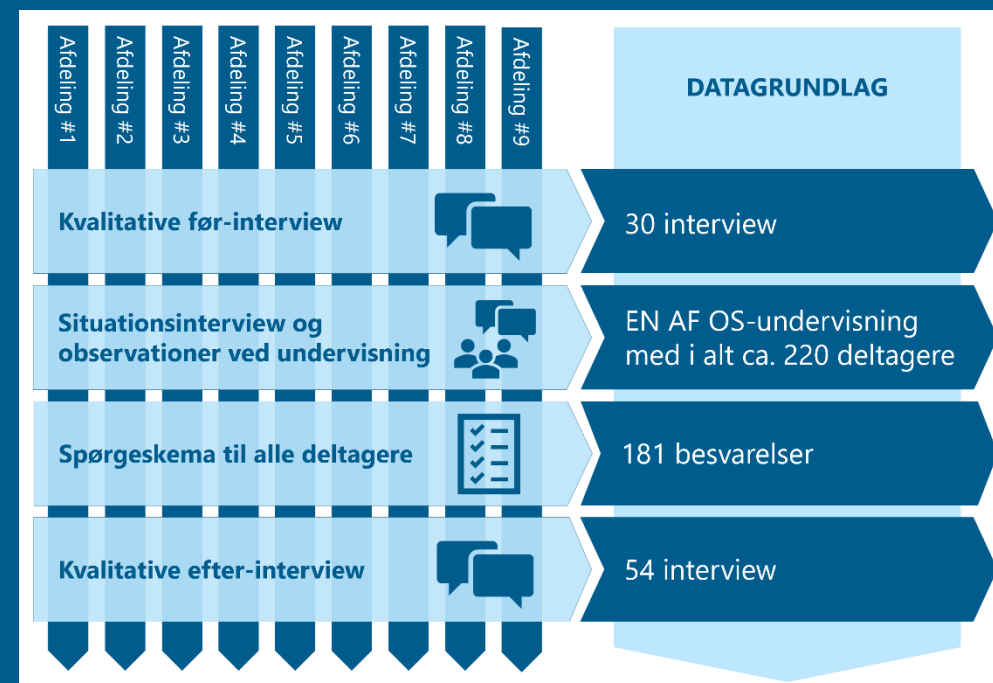 Afdeling #1
Afdeling #2
Afdeling #3
Afdeling #4
Afdeling #5
Afdeling #6
Afdeling #7
Afdeling #8
Afdeling #9
DATAGRUNDLAG
Kvalitative før-interview
30 interview
Situationsinterview og
observationer ved undervisning
EN AF OS-undervisning
med i alt ca. 220 deltagere
Spørgeskema til alle deltagere
181 besvarelser
Kvalitative efter-interview
54 interview